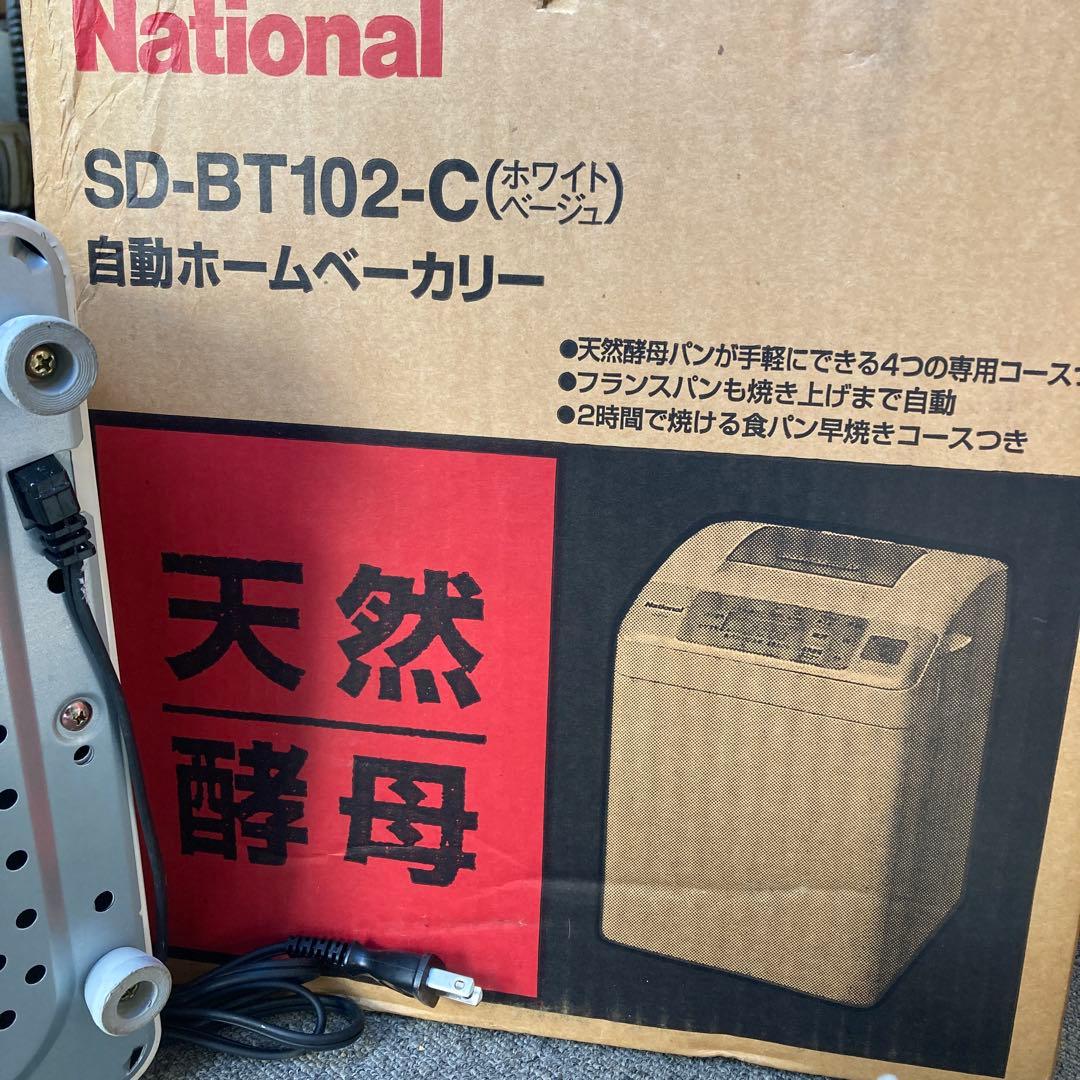 National
SD-BT102-C(ホワイト
ベージュ)
自動ホームベーカリー
●天然酵母パンが手軽にできる4つの専用コース
●フランスパンも焼き上げまで自動
●2時間で焼ける食パン早焼きコースつき
天然
酵母
National